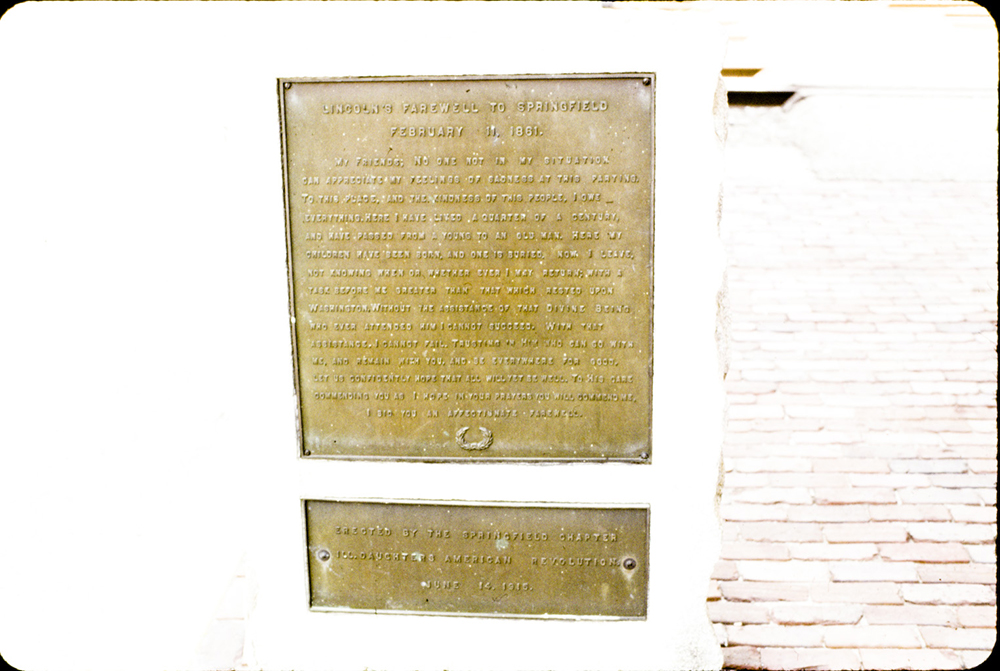 LINCOLN'S FAREWELL TO SPRINGFIELD
FEBRUARY 11, 1861.
MY FRIENDS; NO ONE NOT IN MY SITUATION
CAN APPRECIATE MY FEELINGS OF SADNESS AT THIS PARTING.
TO THIS PLACE, AND THE KINDNESS OF THIS PEOPLE, I OWE
EVERYTHING. HERE I HAVE LIVED A QUARTER OF A CENTURY,
AND HAVE PASSED FROM A YOUNG TO AN OLD MAN. HERE MY
CHILDREN HAVE BEEN BORN, AND ONE IS BURIED. NOW I LEAVE,
NOT KNOWING WHEN OR WHETHER EVER I MAY RETURN; WITH A
TASK BEFORE ME GREATER THAN THAT WHICH RESTED UPON
WASHINGTON. WITHOUT THE ASSISTANCE OF THAT DIVINE BEING,
WHO EVER ATTENDED HIM I CANNOT SUCCEED. WITH THAT
ASSISTANCE, I CANNOT FAIL. TRUSTING IN HIM WHO CAN GO WITH
ME, AND REMAIN WITH YOU, AND BE EVERYWHERE FOR GOOD,
LET US CONFIDENTLY HOPE THAT ALL WILL YET BE WELL. TO HIS CARE
COMMENDING YOU AS I HOPE IN YOUR PRAYERS YOU WILL COMMEND ME,
I BID YOU AN AFFECTIONATE FAREWELL.
ERECTED BY THE SPRINGFIELD CHAPTER
ILL. DAUGHTERS AMERICAN REVOLUTION.
JUNE 14, 1915.